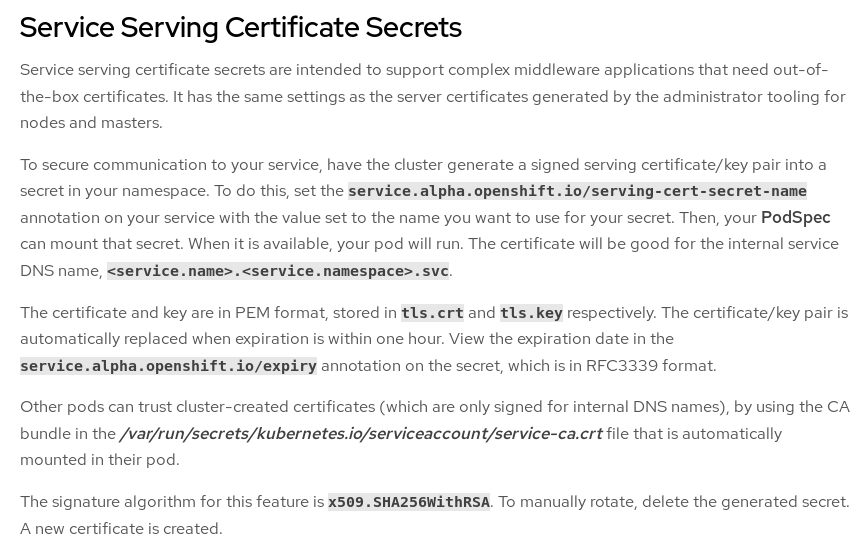 Service Serving Certificate Secrets
Service serving certificate secrets are intended to support complex middleware applications that need out-of-
the-box certificates. It has the same settings as the server certificates generated by the administrator tooling for
nodes and masters.
To secure communication to your service, have the cluster generate a signed serving certificate/key pair into a
secret in your namespace. To do this, set the service.alpha.openshift.io/serving-cert-secret-name
annotation on your service with the value set to the name you want to use for your secret. Then, your PodSpec
can mount that secret. When it is available, your pod will run. The certificate will be good for the internal service
DNS name, <service.name>.<service.namespace>.svc.
The certificate and key are in PEM format, stored in tls.crt and tls.key respectively. The certificate/key pair is
automatically replaced when expiration is within one hour. View the expiration date in the
service.alpha.openshift.io/expiry annotation on the secret, which is in RFC3339 format.
Other pods can trust cluster-created certificates (which are only signed for internal DNS names), by using the CA
bundle in the /var/run/secrets/kubernetes.io/serviceaccount/service-ca.crt file that is automatically
mounted in their pod.
The signature algorithm for this feature is x509.SHA256WithRSA. To manually rotate, delete the generated secret.
A new certificate is created.